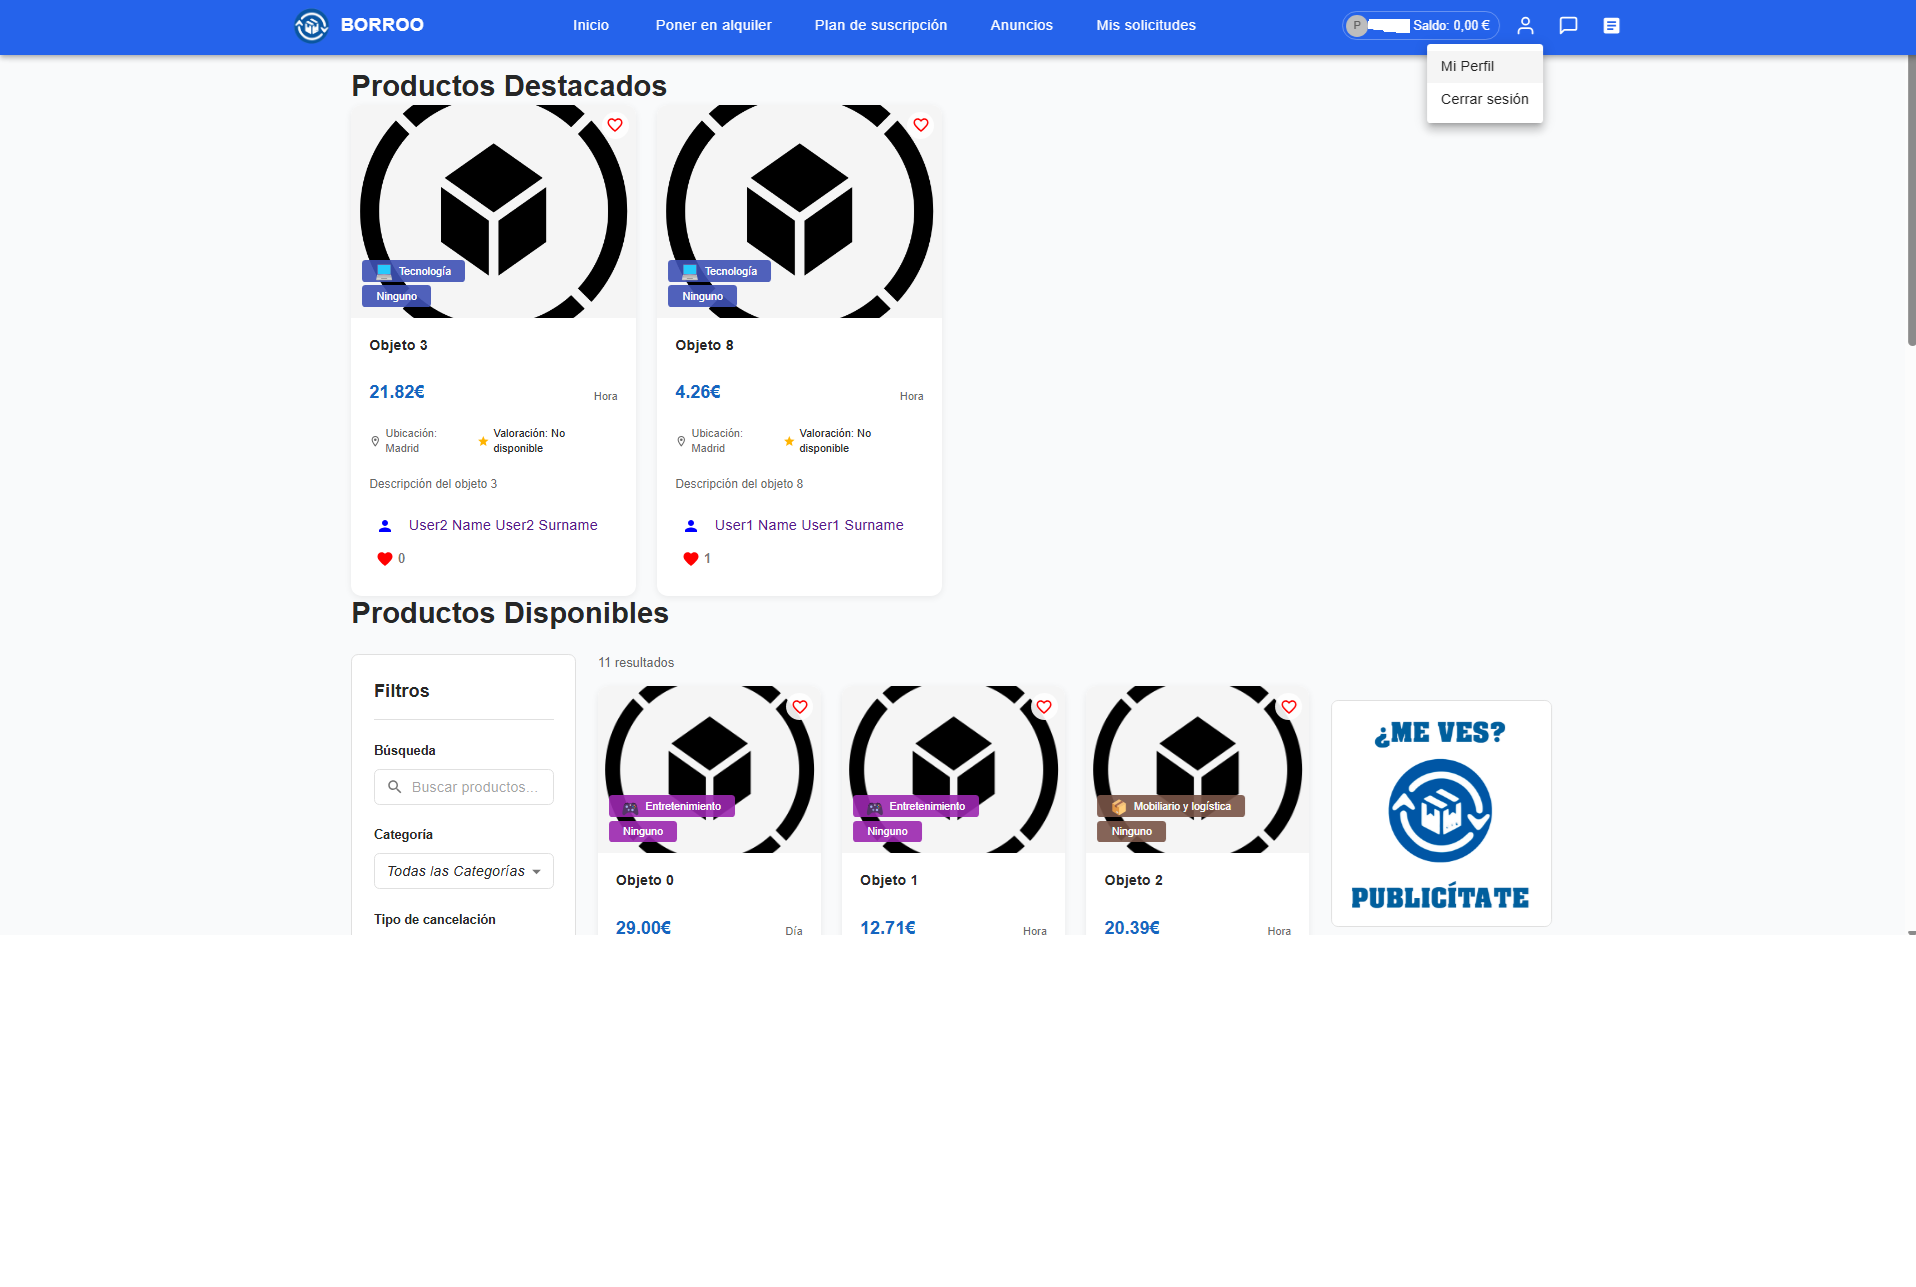 BORROO
Inicio
Poner en alquiler
Plan de suscripción
Anuncios
Mis solicitudes
P
Saldo: 0,00 €
Mi Perfil
Cerrar sesión
Productos Destacados
Tecnología
Ninguno
Objeto 3
21.82€
Hora
Ubicación:
Madrid
Valoración: No
disponible
Descripción del objeto 3
User2 Name User2 Surname
0
Tecnología
Ninguno
Objeto 8
4.26€
Hora
Ubicación:
Madrid
Valoración: No
disponible
Descripción del objeto 8
User1 Name User1 Surname
1
Productos Disponibles
Filtros
Búsqueda
Buscar productos...
Categoría
Todas las Categorías
Tipo de cancelación
11 resultados
Entretenimiento
Ninguno
Objeto 0
29.00€
Día
Entretenimiento
Ninguno
Objeto 1
12.71€
Hora
Mobiliario y logística
Ninguno
Objeto 2
20.39€
Hora
¿ME VES?
PUBLICÍTATE